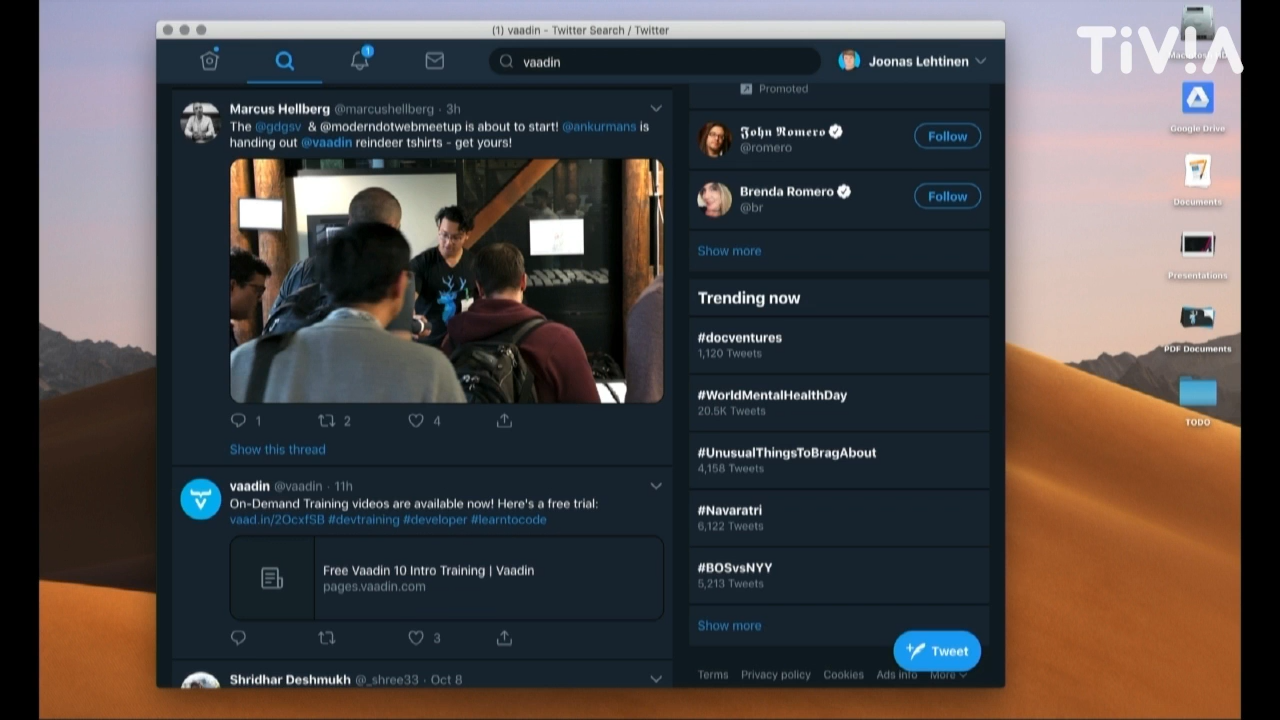 (1) vaadin - Twitter Search / Twitter
TiV!A
1
vaadin
Joonas Lehtinen
Marcus Hellberg @marcushellberg · 3h
The @gdgsv & @moderndotwebmeetup is about to start! @ankurmans is
handing out @vaadin reindeer tshirts - get yours!
1 2 4
Show this thread
vaadin @vaadin · 11h
On-Demand Training videos are available now! Here's a free trial:
vaad.in/2OcxfSB #devtraining #developer #learntocode
Free Vaadin 10 Intro Training | Vaadin
pages.vaadin.com
3
Shridhar Deshmukh @_shree33 · Oct 8
Promoted
𝕵𝖔𝖍𝖓 𝕽𝖔𝖒𝖊𝖗𝖔
@romero
Follow
Brenda Romero
@br
Follow
Show more
Trending now
#docventures
1,120 Tweets
#WorldMentalHealthDay
20.5K Tweets
#UnusualThingsToBragAbout
4,158 Tweets
#Navaratri
6,122 Tweets
#BOSvsNYY
5,213 Tweets
Show more
Tweet
Terms Privacy policy Cookies Ads info More
Google Drive
Documents
Presentations
PDF Documents
TODO